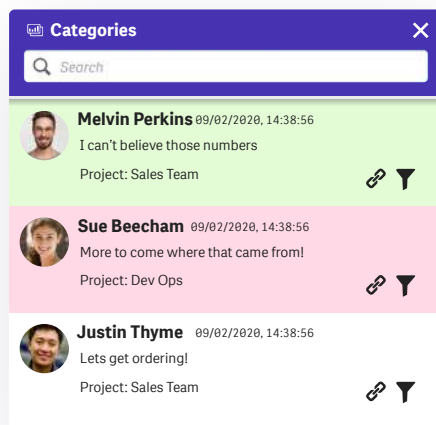 Categories
Search
Melvin Perkins 09/02/2020, 14:38:56
I can't believe those numbers
Project: Sales Team
Sue Beecham 09/02/2020, 14:38:56
More to come where that came from!
Project: Dev Ops
Justin Thyme 09/02/2020, 14:38:56
Lets get ordering!
Project: Sales Team